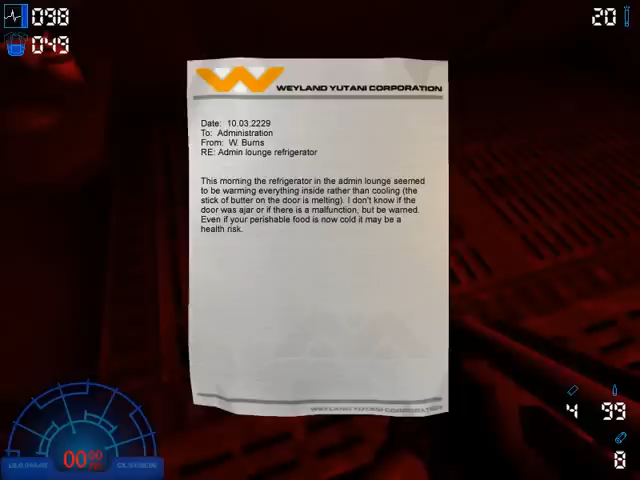 098
20
049
WEYLAND YUTANI CORPORATION
Date: 10.03.2229
To: Administration
From: W. Burns
RE: Admin lounge refrigerator
This morning the refrigerator in the admin lounge seemed
to be warming everything inside rather than cooling (the
stick of butter on the door is melting). I don't know if the
door was ajar or if there is a malfunction, but be warned.
Even if your perishable food is now cold it may be a
health risk.
WEYLAND YUTANI CORPORATION
4 99
8